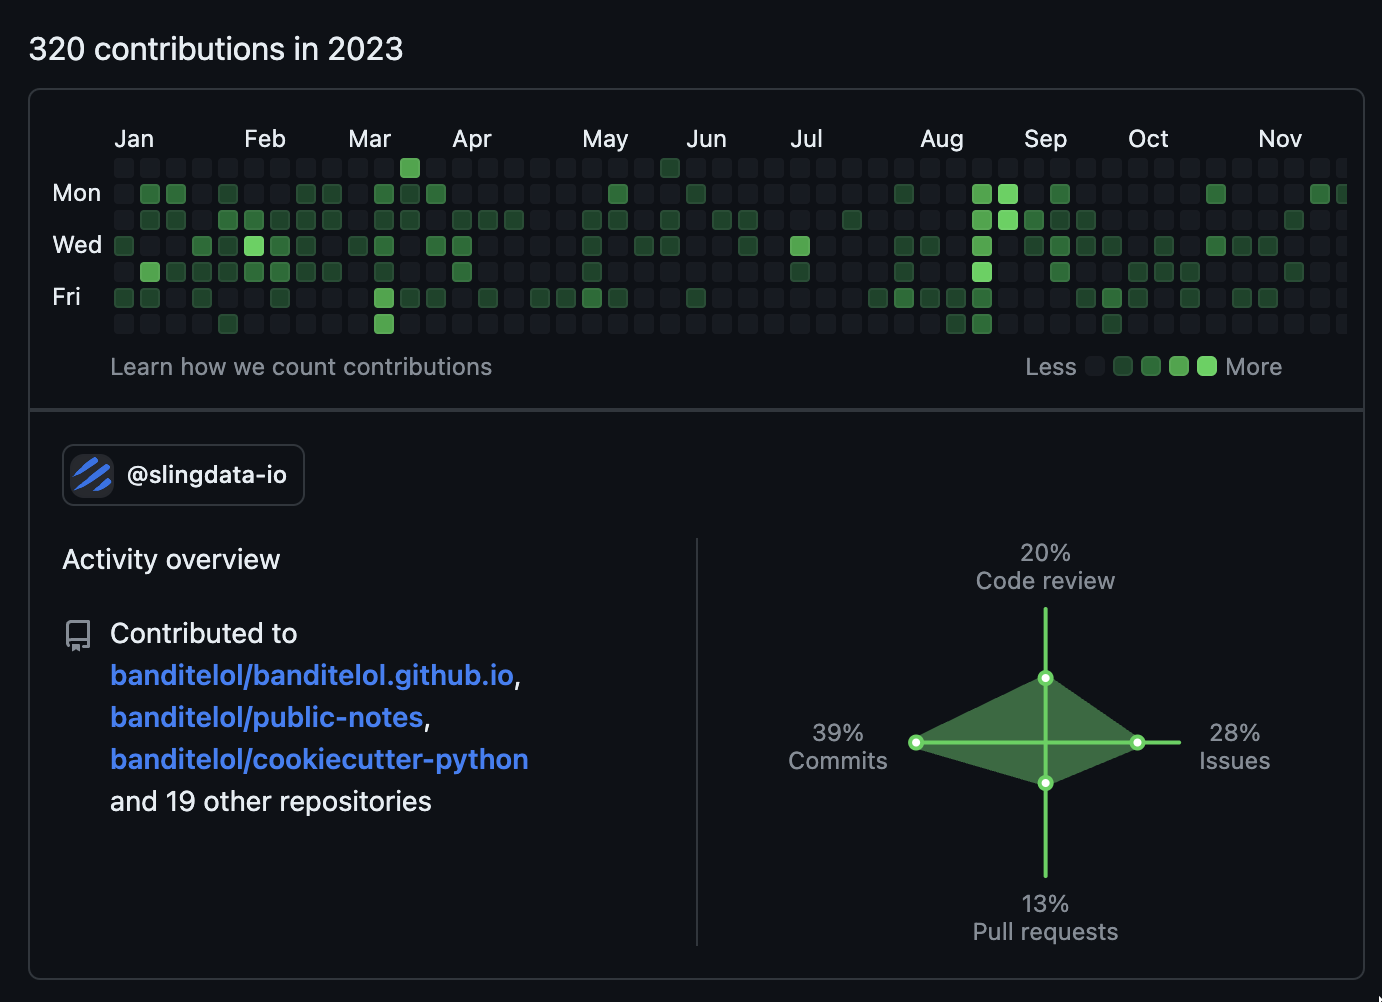 320 contributions in 2023
Jan Feb Mar Apr May Jun Jul Aug Sep Oct Nov
Mon
Wed
Fri
Learn how we count contributions
Less More
@slingdata-io
Activity overview
Contributed to
banditelol/banditelol.github.io,
banditelol/public-notes,
banditelol/cookiecutter-python
and 19 other repositories
20%
Code review
39%
Commits
28%
Issues
13%
Pull requests